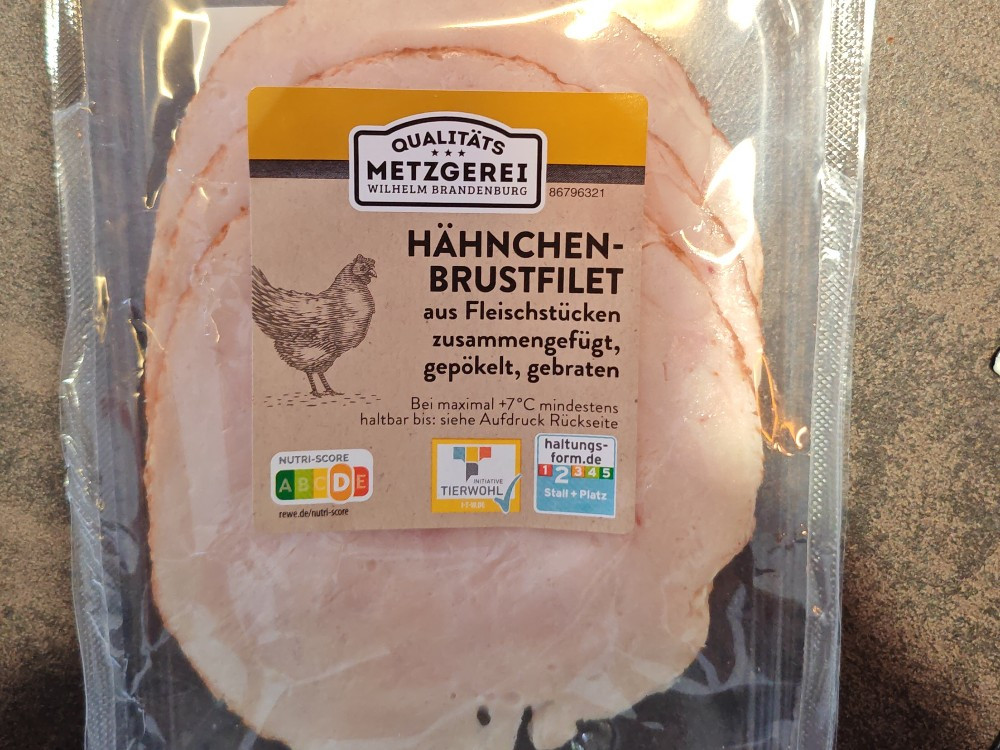 QUALITÄTS
METZGEREI
WILHELM BRANDENBURG
86796321
HÄHNCHEN-
BRUSTFILET
aus Fleischstücken
zusammengefügt,
gepökelt, gebraten
Bei maximal +7°C mindestens
haltbar bis: siehe Aufdruck Rückseite
NUTRI-SCORE
A B C D E
rewe.de/nutri-score
INITIATIVE
TIERWOHL
haltungs-
form.de
1 2 3 4 5
Stall + Platz